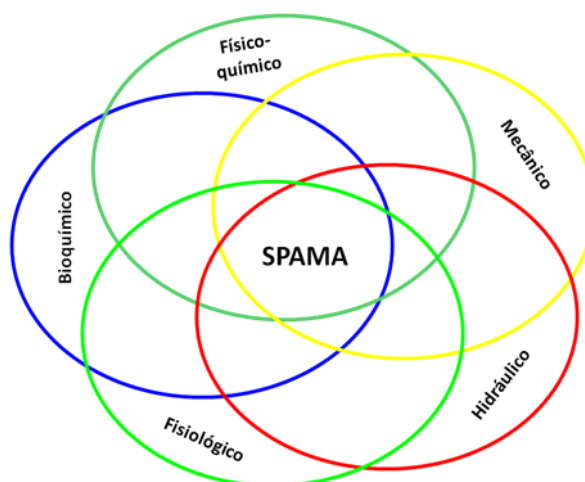 Físico-
químico
Mecânico
Bioquímico
SPAMA
Hidráulico
Fisiológico